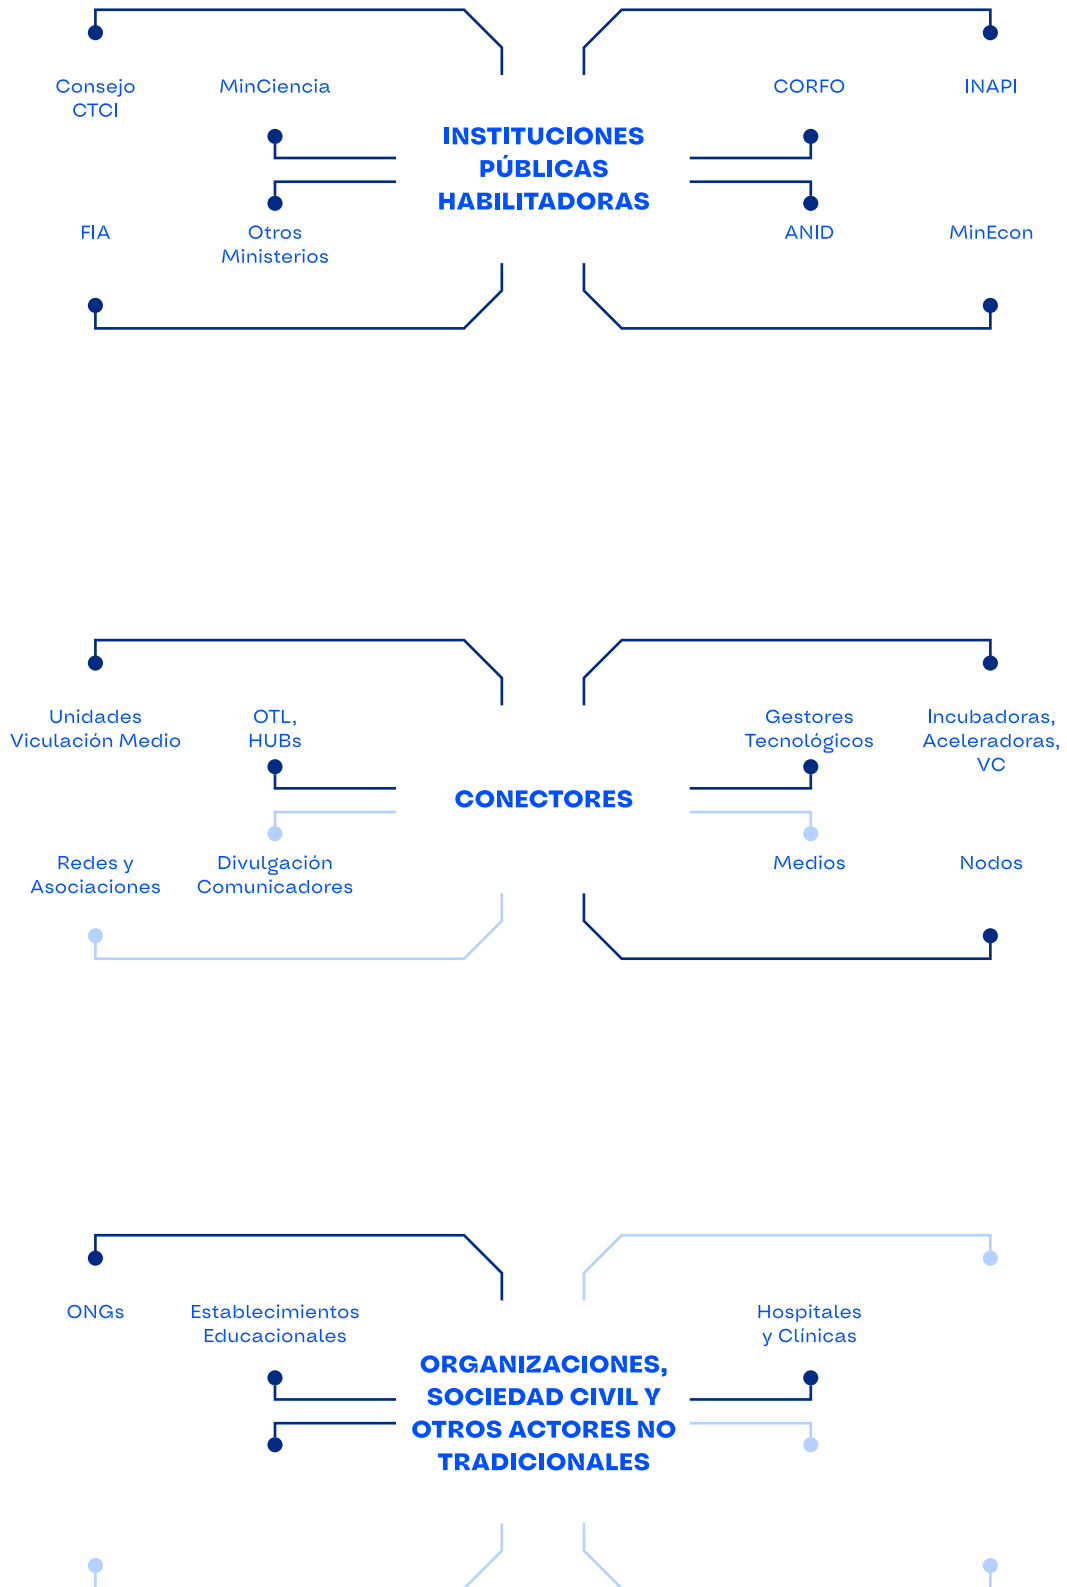 Consejo
CTCI
MinCiencia
CORFO
INAPI
INSTITUCIONES
PÚBLICAS
HABILITADORAS
FIA
Otros
Ministerios
ANID
MinEcon
Unidades
Viculación Medio
OTL,
HUBs
Gestores
Tecnológicos
Incubadoras,
Aceleradoras,
VC
CONECTORES
Redes y
Asociaciones
Divulgación
Comunicadores
Medios
Nodos
ONGs
Establecimientos
Educacionales
Hospitales
y Clínicas
ORGANIZACIONES,
SOCIEDAD CIVIL Y
OTROS ACTORES NO
TRADICIONALES